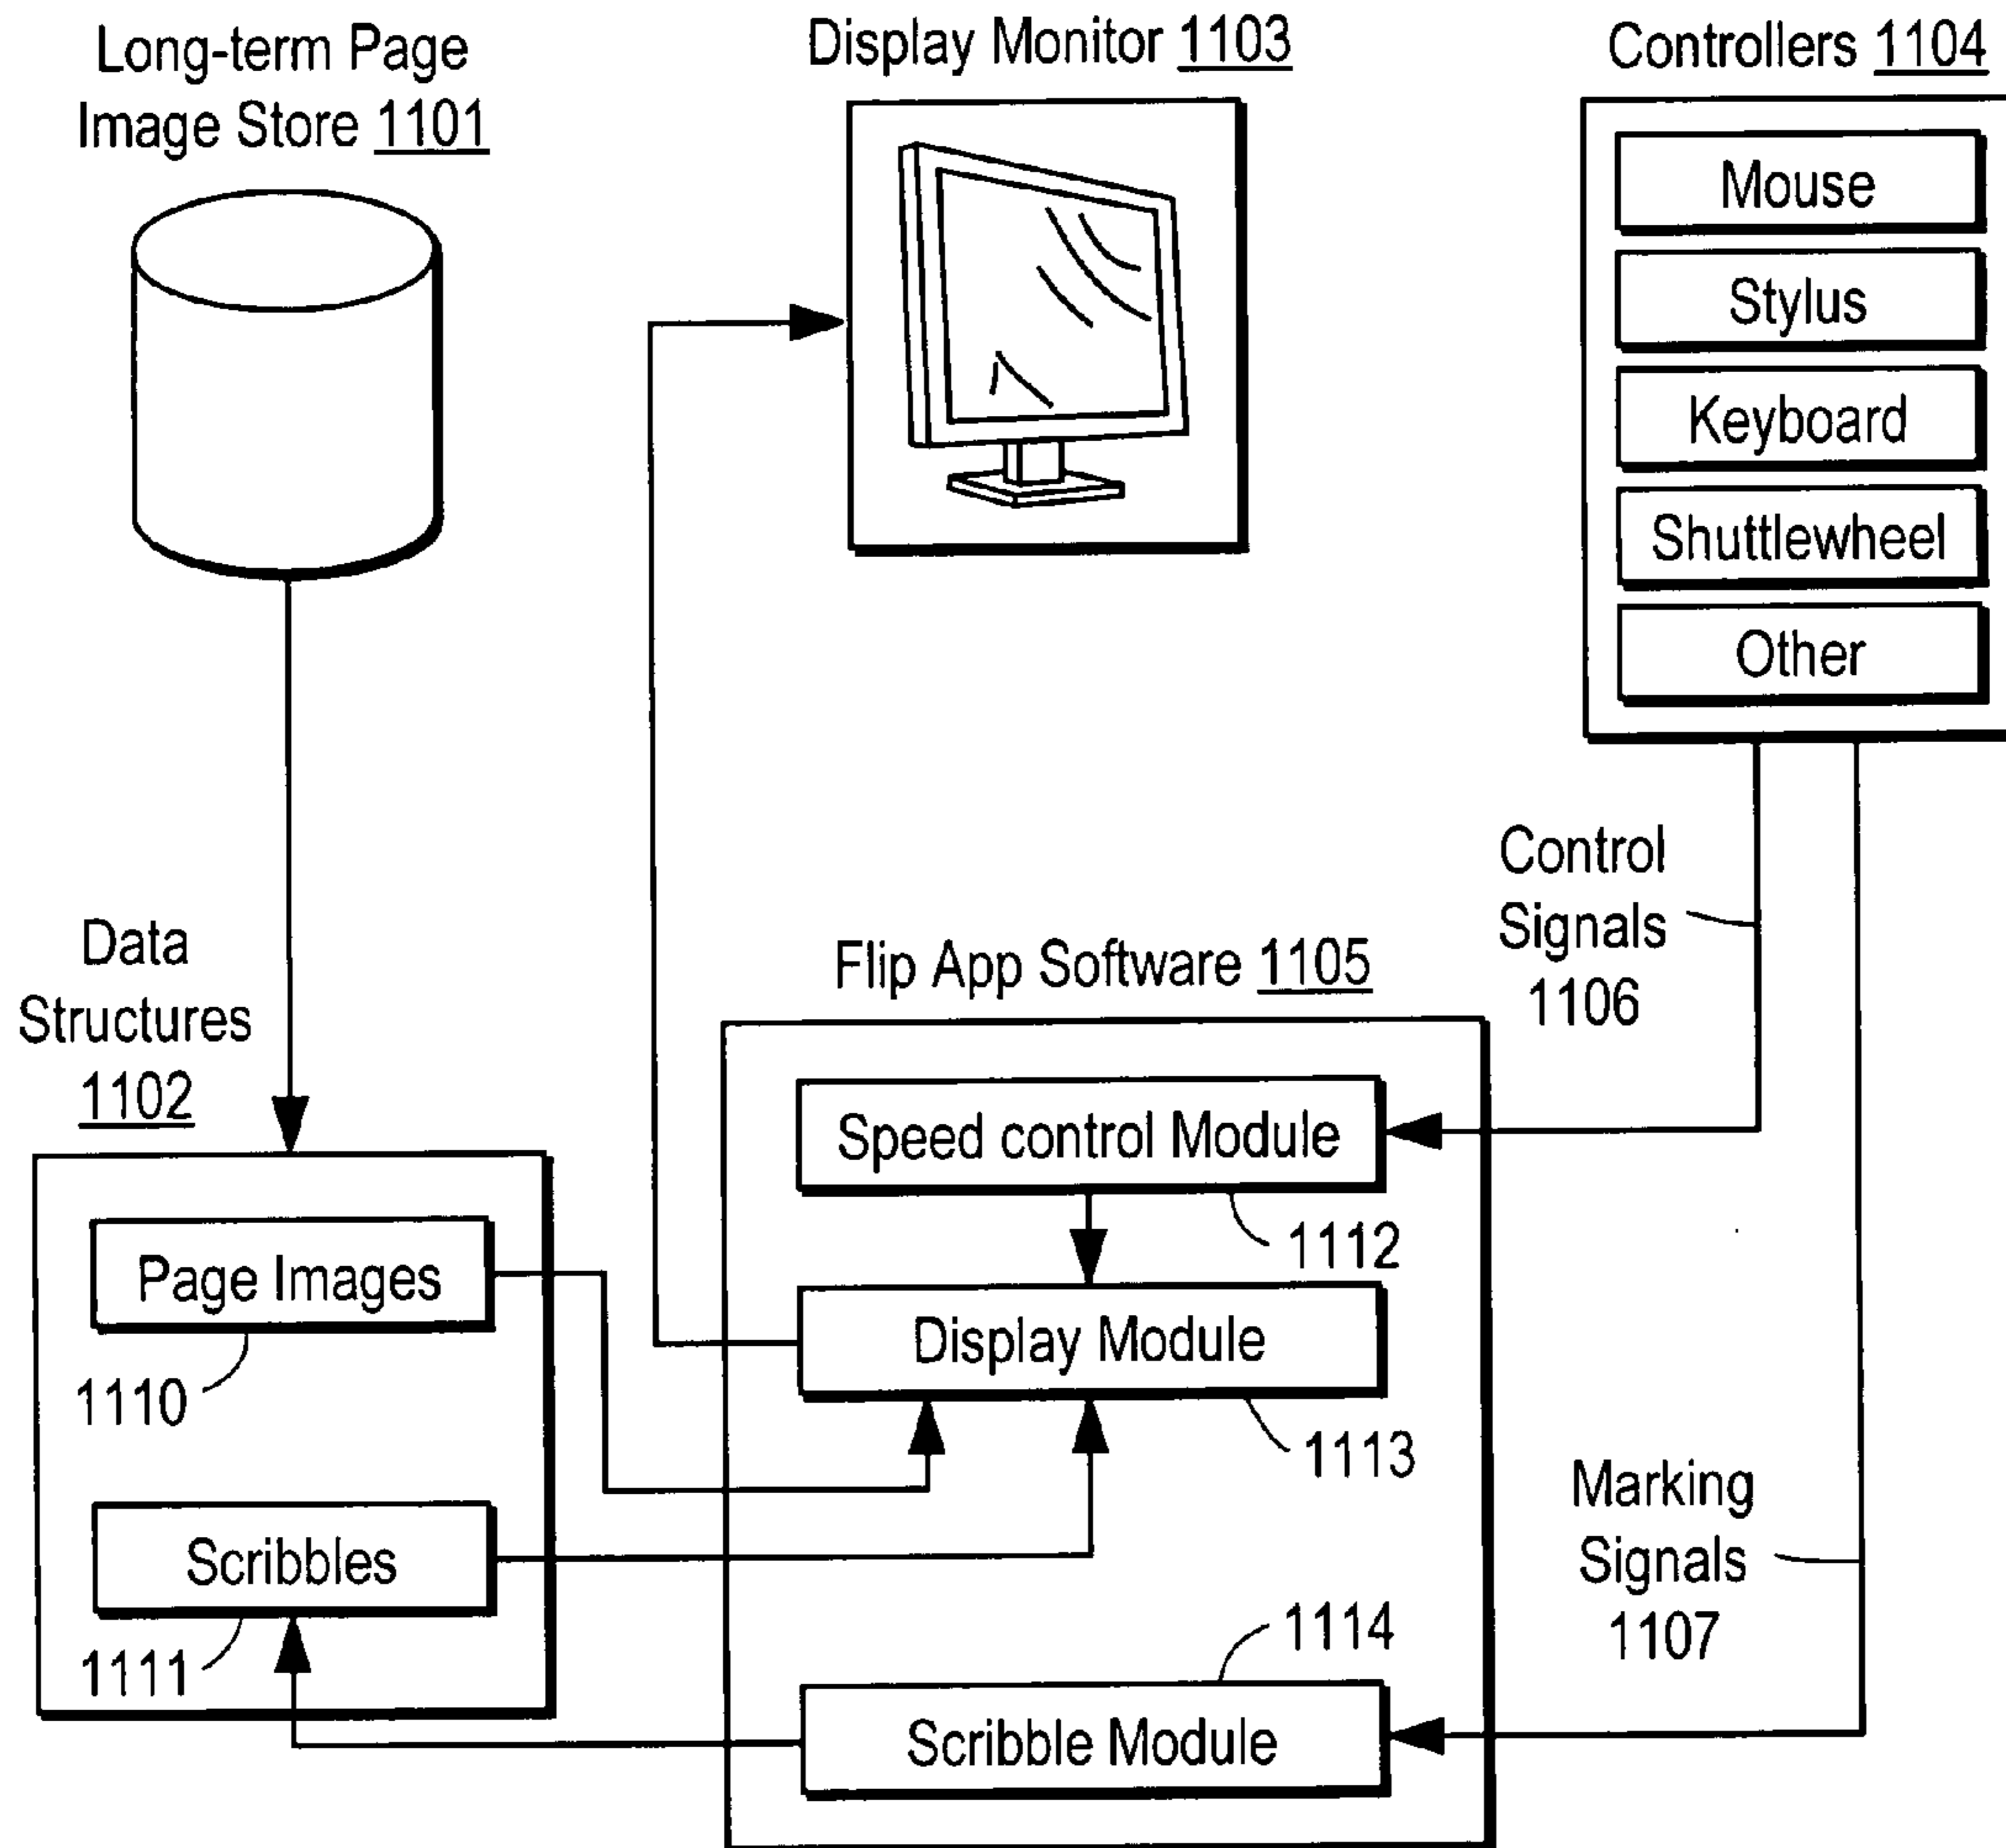 Long-term Page
Image Store 1101
Display Monitor 1103
Controllers 1104
Mouse
Stylus
Keyboard
Shuttlewheel
Other
Control
Signals
1106
Data
Structures
1102
Flip App Software 1105
Speed control Module
1112
Page Images
1110
Display Module
1113
Marking
Signals
1107
Scribbles
1111
1114
Scribble Module